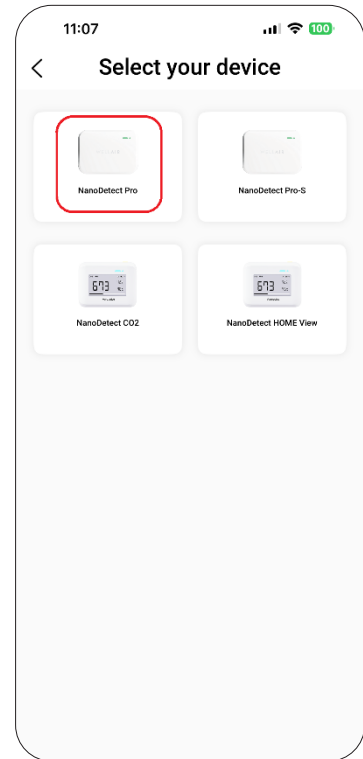 11:07
100
Select your device
NanoDetect Pro
NanoDetect Pro-S
673
673
NanoDetect CO2
NanoDetect HOME View